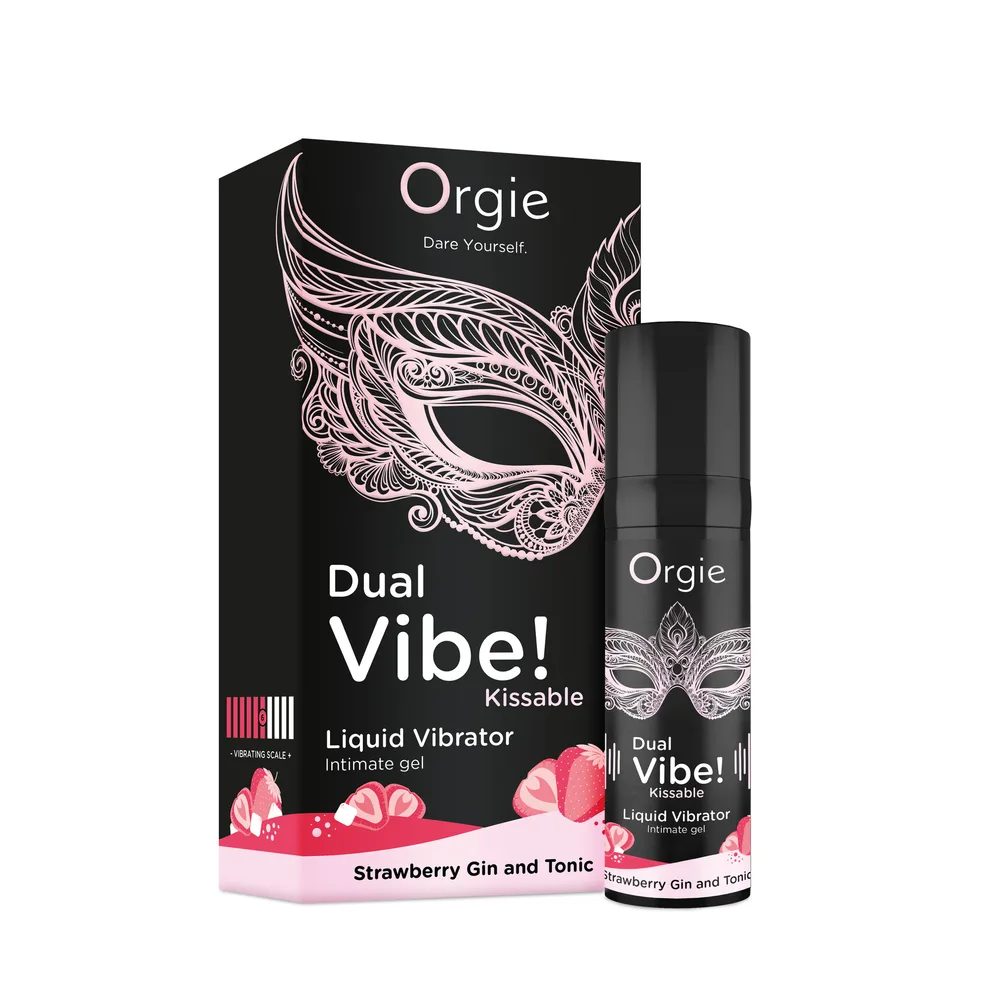 Orgie
Dare Yourself.
Dual
Vibe!
Kissable
Liquid Vibrator
Intimate gel
Strawberry Gin and Tonic
6
- VIBRATING SCALE +
Orgie
Dual
Vibe!
Kissable
Liquid Vibrator
Intimate gel
Strawberry Gin and Tonic